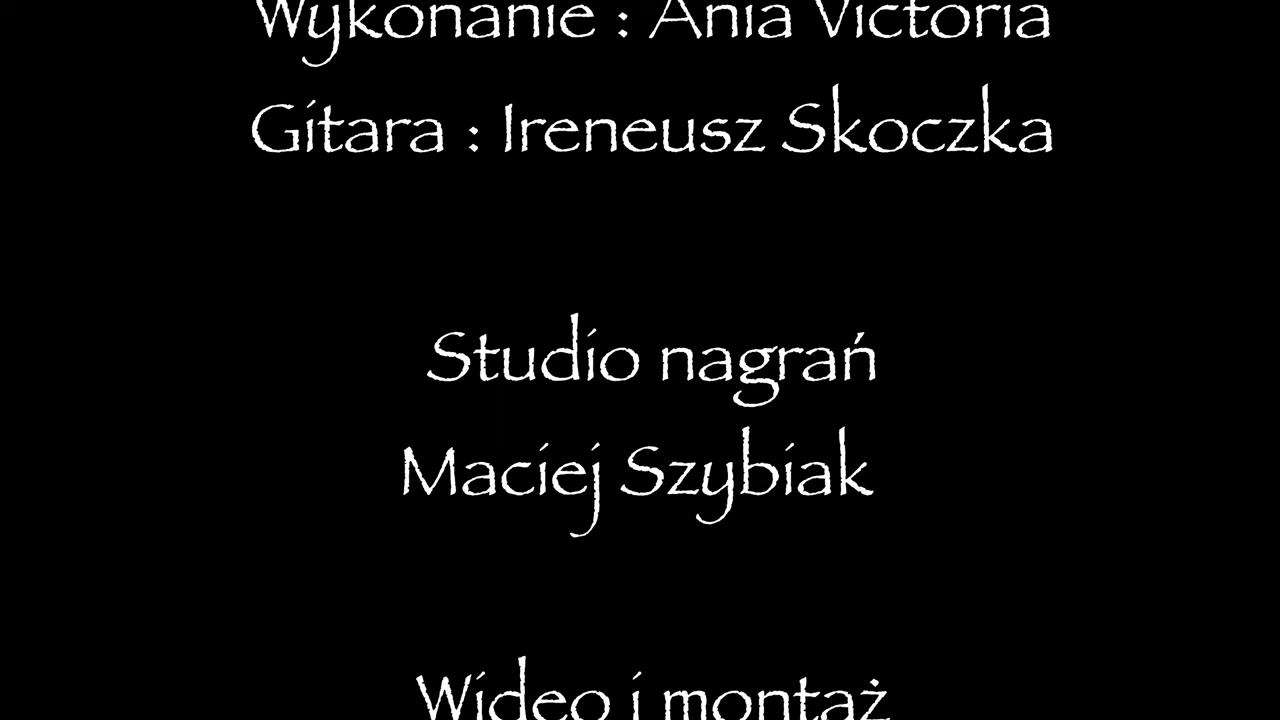 Wykonanie : Ania Victoria
Gitara : Ireneusz Skoczka
Studio nagrań
Maciej Szybiak
Wideo i montaż